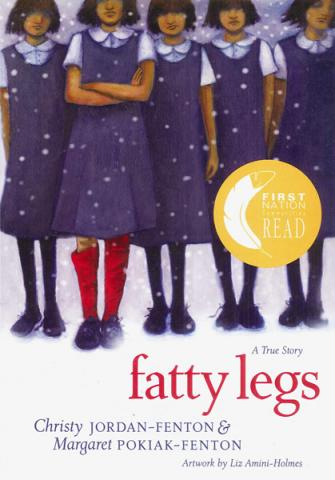 FIRST
NATION
Communities
READ
A True Story
fatty legs
Christy JORDAN-FENTON &
Margaret POKIAK-FENTON
Artwork by Liz Amini-Holmes